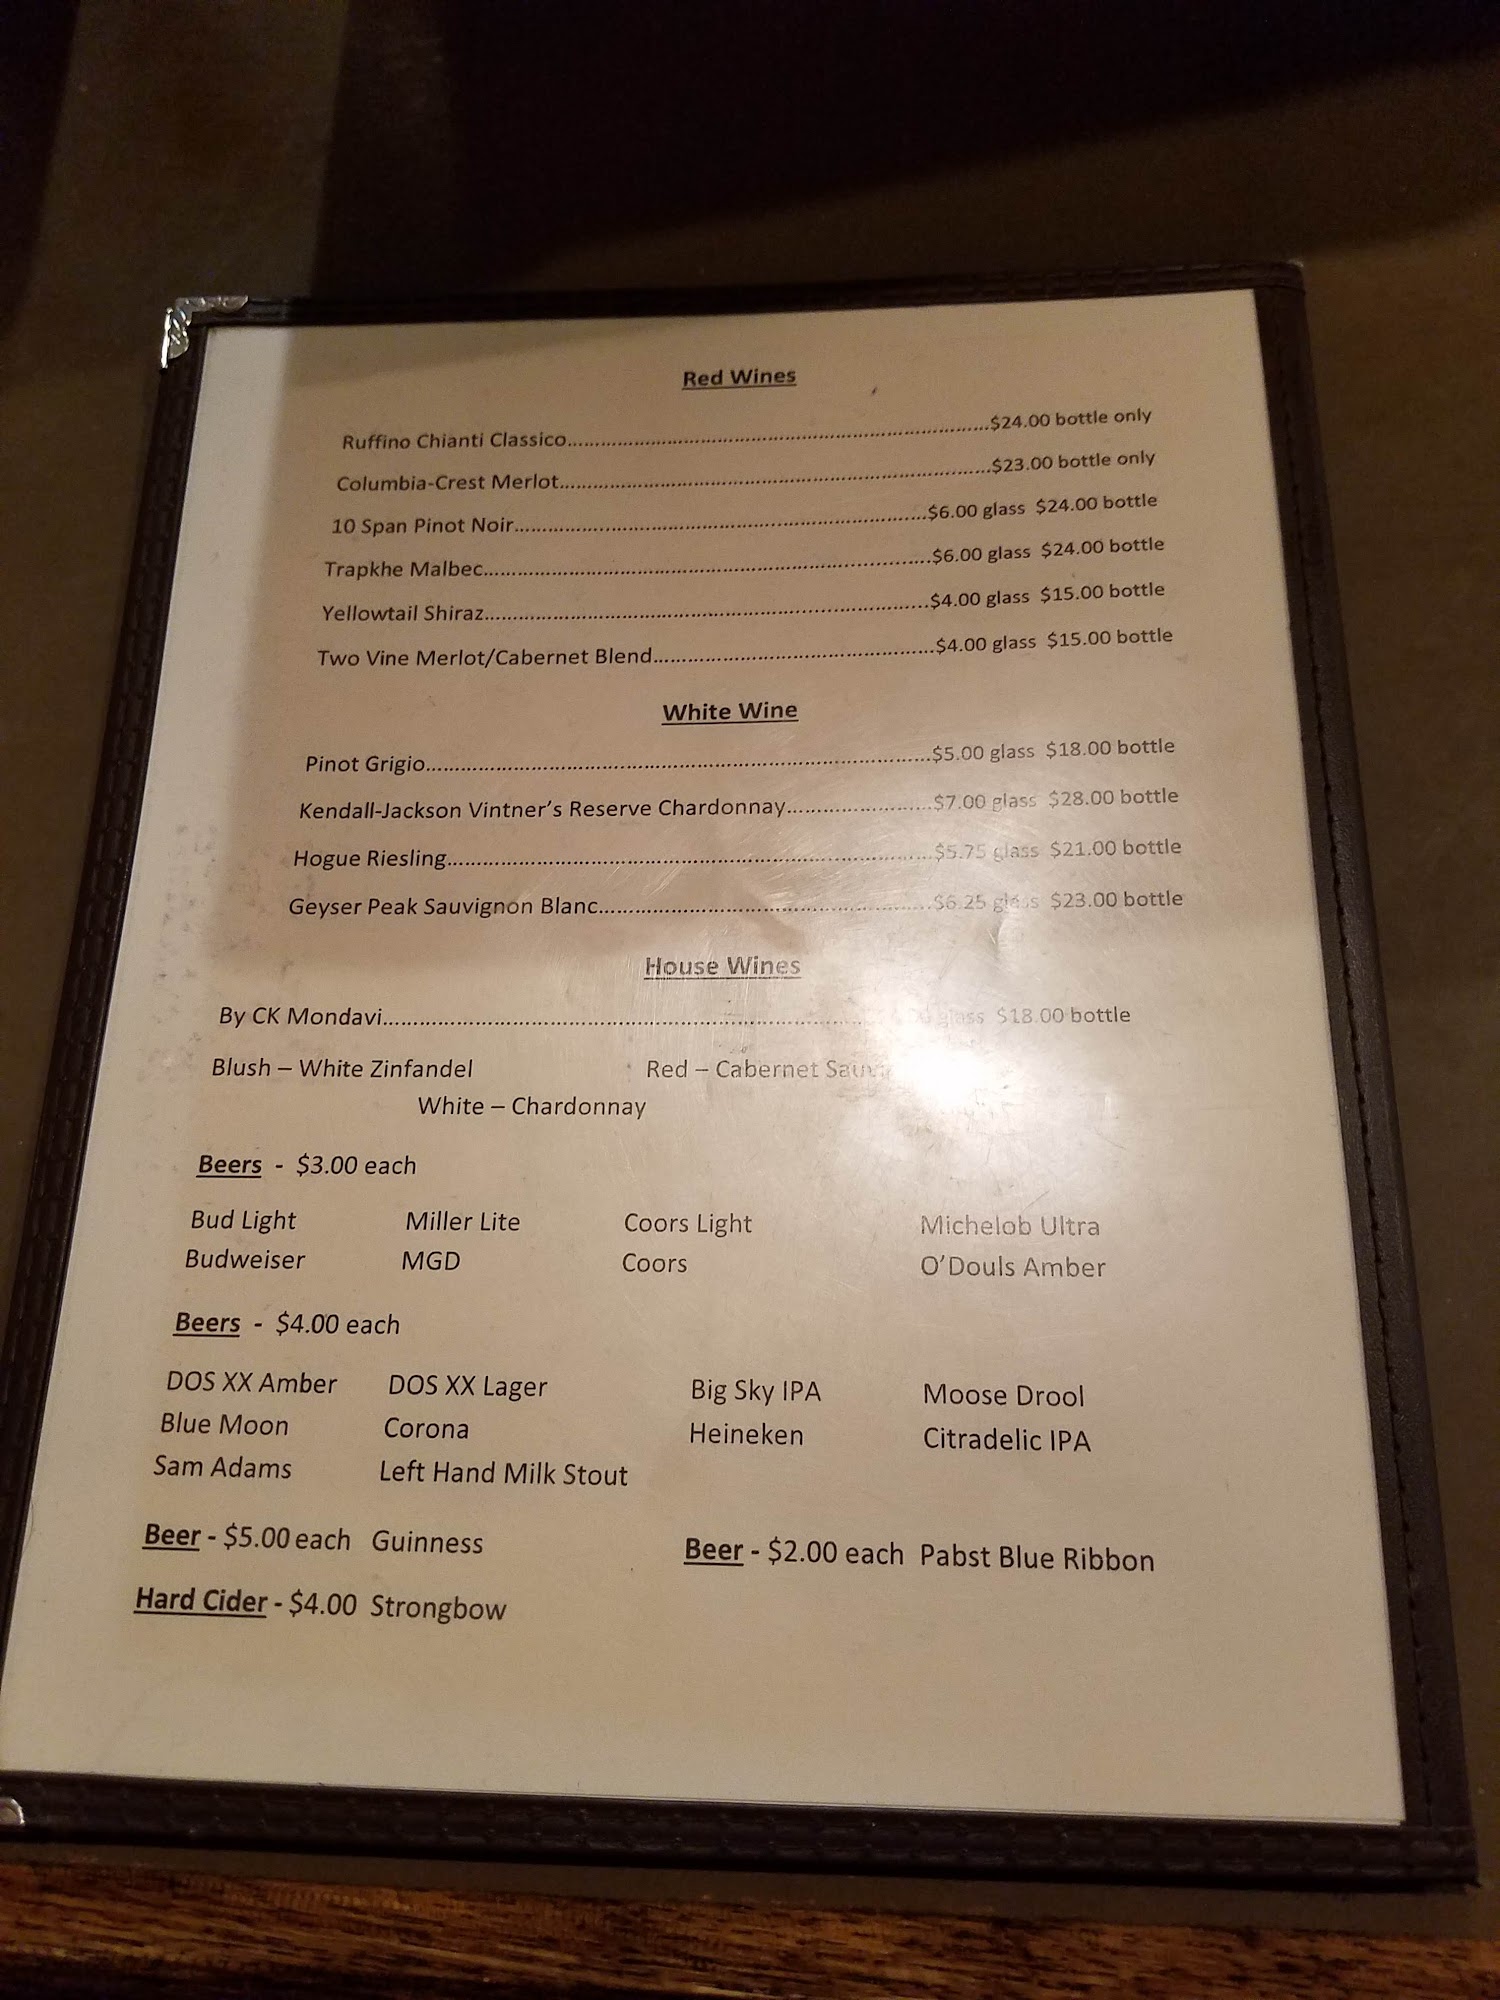 Red Wines
Ruffino Chianti Classico........................................................................$24.00 bottle only
Columbia-Crest Merlot........................................................................$23.00 bottle only
10 Span Pinot Noir......................................................................$6.00 glass $24.00 bottle
Trapkhe Malbec...........................................................................$6.00 glass $24.00 bottle
Yellowtail Shiraz...........................................................................$4.00 glass $15.00 bottle
Two Vine Merlot/Cabernet Blend...............................................$4.00 glass $15.00 bottle
White Wine
Pinot Grigio....................................................................................$5.00 glass $18.00 bottle
Kendall-Jackson Vintner's Reserve Chardonnay........................$7.00 glass $28.00 bottle
Hogue Riesling................................................................................$5.75 glass $21.00 bottle
Geyser Peak Sauvignon Blanc........................................................$6.25 glass $23.00 bottle
House Wines
By CK Mondavi................................................................................ glass $18.00 bottle
Blush – White Zinfandel Red – Cabernet
White – Chardonnay
Beers - $3.00 each
Bud Light Miller Lite Coors Light Michelob Ultra
Budweiser MGD Coors O'Douls Amber
Beers - $4.00 each
DOS XX Amber DOS XX Lager Big Sky IPA Moose Drool
Blue Moon Corona Heineken Citradelic IPA
Sam Adams Left Hand Milk Stout
Beer - $5.00 each Guinness Beer - $2.00 each Pabst Blue Ribbon
Hard Cider - $4.00 Strongbow